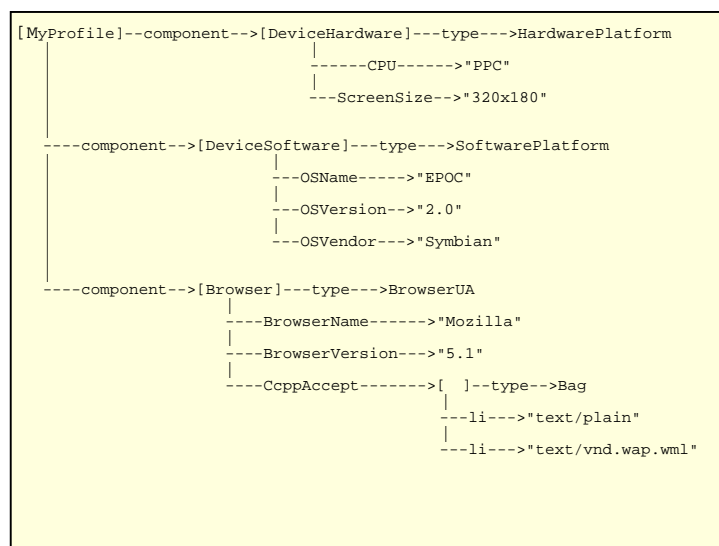 [MyProfile]--component-->[DeviceHardware]---type--->HardwarePlatform
------CPU------>"PPC"
---ScreenSize-->"320x180"
----component-->[DeviceSoftware]---type--->SoftwarePlatform
---OSName----->"EPOC"
---OSVersion-->"2.0"
---OSVendor--->"Symbian"
----component-->[Browser]---type--->BrowserUA
----BrowserName------>"Mozilla"
----BrowserVersion--->"5.1"
----CcppAccept------->[  ]--type-->Bag
---li--->"text/plain"
---li--->"text/vnd.wap.wml"